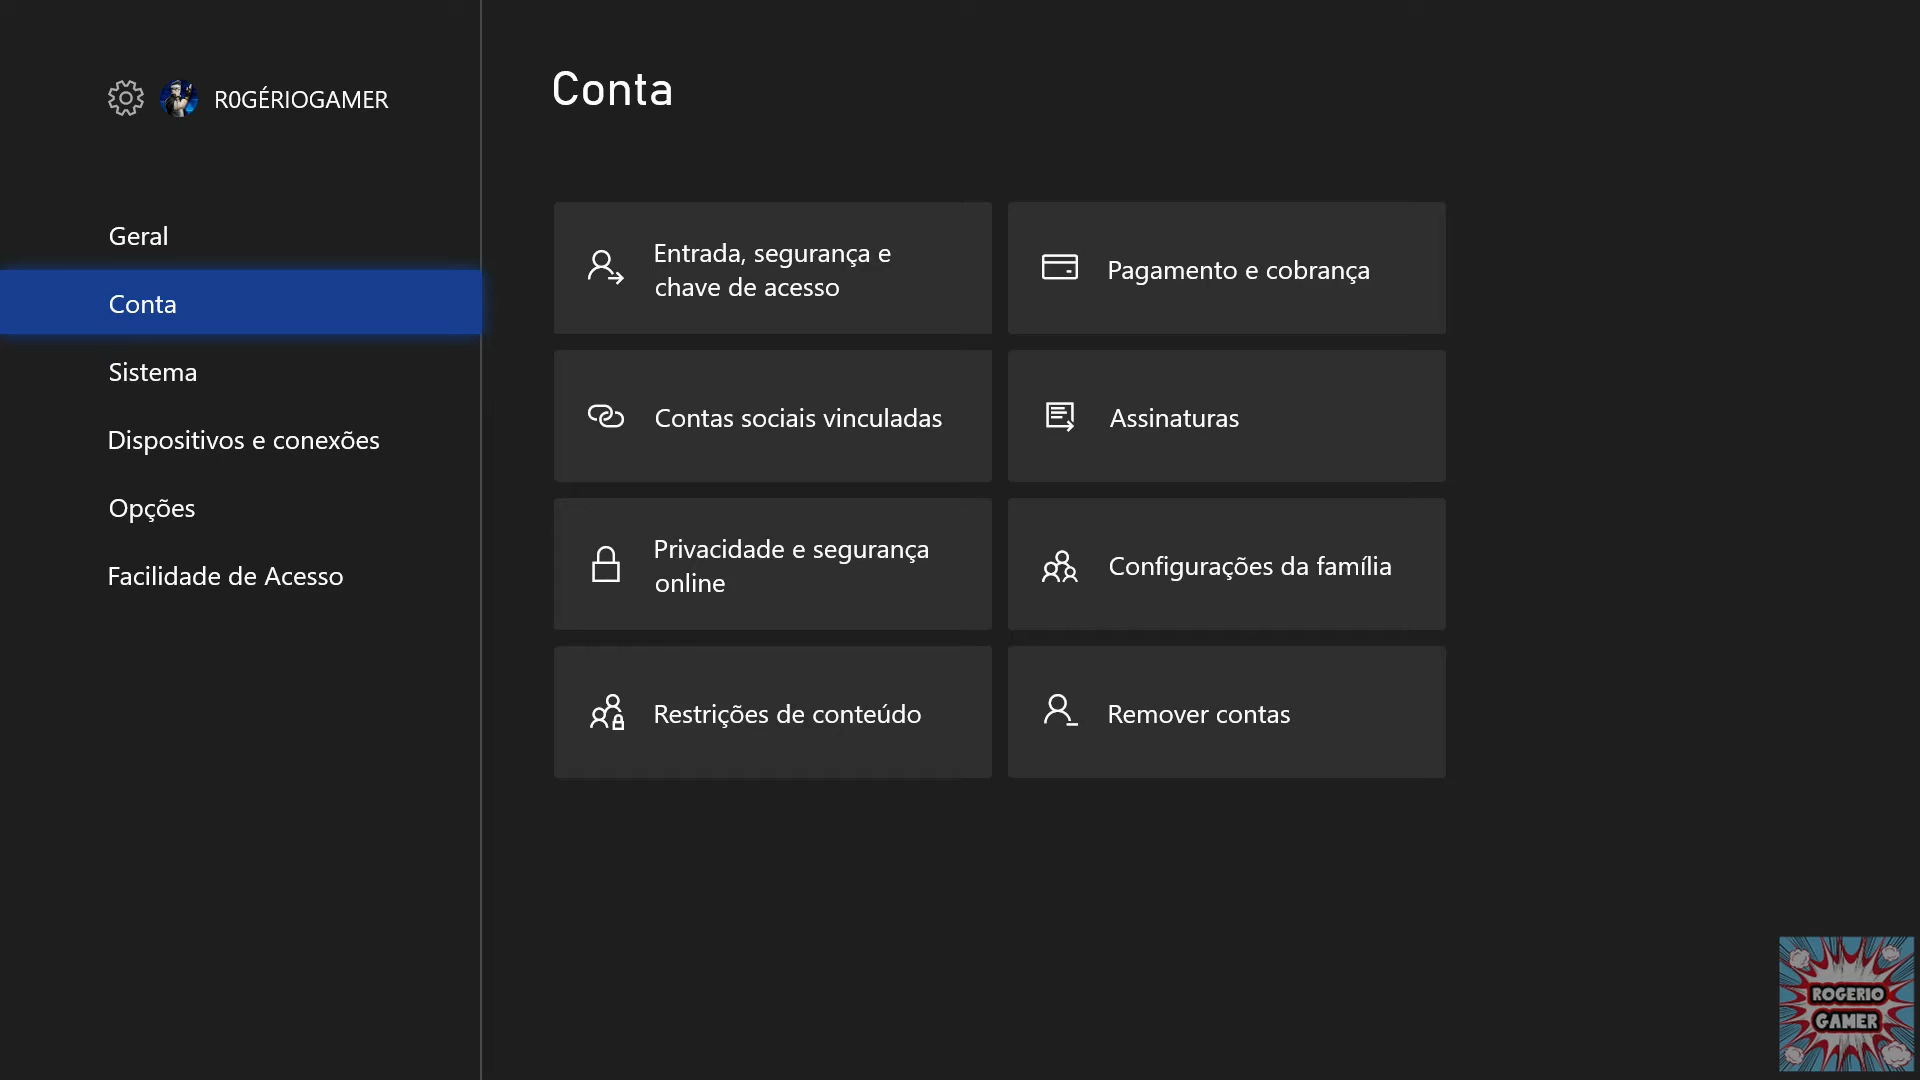 R0GÉRIOGAMER
Geral
Conta
Sistema
Dispositivos e conexões
Opções
Facilidade de Acesso
Conta
Entrada, segurança e
chave de acesso
Pagamento e cobrança
Contas sociais vinculadas
Assinaturas
Privacidade e segurança
online
Configurações da família
Restrições de conteúdo
Remover contas
ROGERIO
GAMER